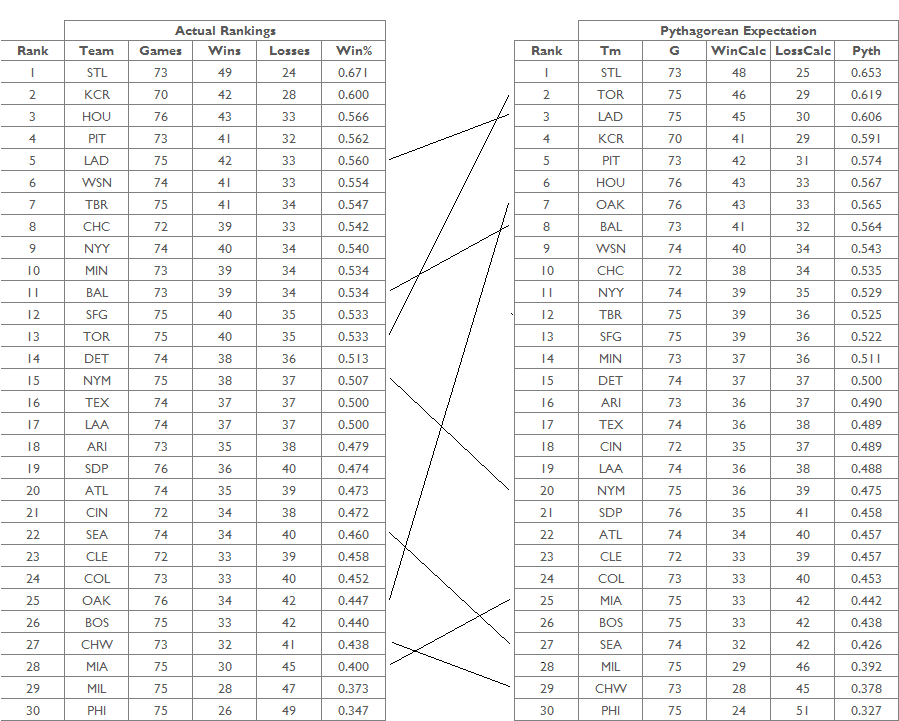 Actual Rankings Pythagorean Expectation
Rank Team Games Wins Losses Win% Rank Tm G WinCalc LossCalc Pyth
1 STL 73 49 24 0.671 1 STL 73 48 25 0.653
2 KCR 70 42 28 0.600 2 TOR 75 46 29 0.619
3 HOU 76 43 33 0.566 3 LAD 75 45 30 0.606
4 PIT 73 41 32 0.562 4 KCR 70 41 29 0.591
5 LAD 75 42 33 0.560 5 PIT 73 42 31 0.574
6 WSN 74 41 33 0.554 6 HOU 76 43 33 0.567
7 TBR 75 41 34 0.547 7 OAK 76 43 33 0.565
8 CHC 72 39 33 0.542 8 BAL 73 41 32 0.564
9 NYY 74 40 34 0.540 9 WSN 74 40 34 0.543
10 MIN 73 39 34 0.534 10 CHC 72 38 34 0.535
11 BAL 73 39 34 0.534 11 NYY 74 39 35 0.529
12 SFG 75 40 35 0.533 12 TBR 75 39 36 0.525
13 TOR 75 40 35 0.533 13 SFG 75 39 36 0.522
14 DET 74 38 36 0.513 14 MIN 73 37 36 0.511
15 NYM 75 38 37 0.507 15 DET 74 37 37 0.500
16 TEX 74 37 37 0.500 16 ARI 73 36 37 0.490
17 LAA 74 37 37 0.500 17 TEX 74 36 38 0.489
18 ARI 73 35 38 0.479 18 CIN 72 35 37 0.489
19 SDP 76 36 40 0.474 19 LAA 74 36 38 0.488
20 ATL 74 35 39 0.473 20 NYM 75 36 39 0.475
21 CIN 72 34 38 0.472 21 SDP 76 35 41 0.458
22 SEA 74 34 40 0.460 22 ATL 74 34 40 0.457
23 CLE 72 33 39 0.458 23 CLE 72 33 39 0.457
24 COL 73 33 40 0.452 24 COL 73 33 40 0.453
25 OAK 76 34 42 0.447 25 MIA 75 33 42 0.442
26 BOS 75 33 42 0.440 26 BOS 75 33 42 0.438
27 CHW 73 32 41 0.438 27 SEA 74 32 42 0.426
28 MIA 75 30 45 0.400 28 MIL 75 29 46 0.392
29 MIL 75 28 47 0.373 29 CHW 73 28 45 0.378
30 PHI 75 26 49 0.347 30 PHI 75 24 51 0.327